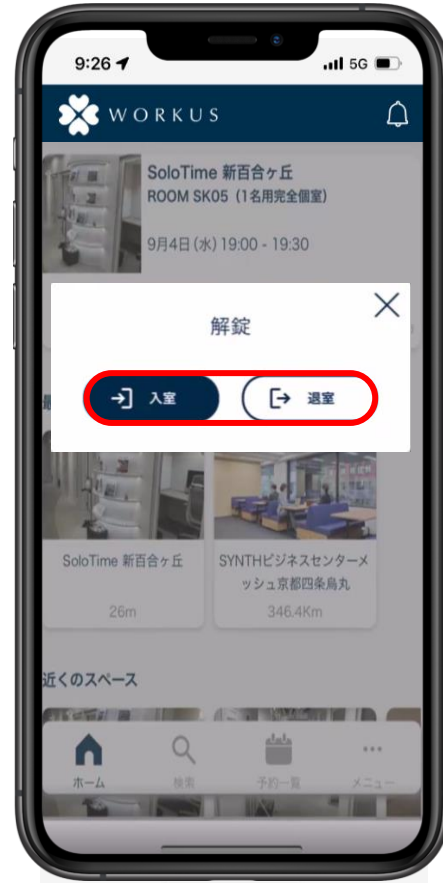 9:26
5G
WORKUS
SoloTime 新百合ヶ丘
ROOM SK05（1名用完全個室）
9月4日(水) 19:00 - 19:30
解錠
入室
退室
SoloTime 新百合ヶ丘
26m
SYNTHビジネスセンターメ
ッシュ京都四条烏丸
346.4Km
近くのスペース
ホーム
検索
予約一覧
メニュー